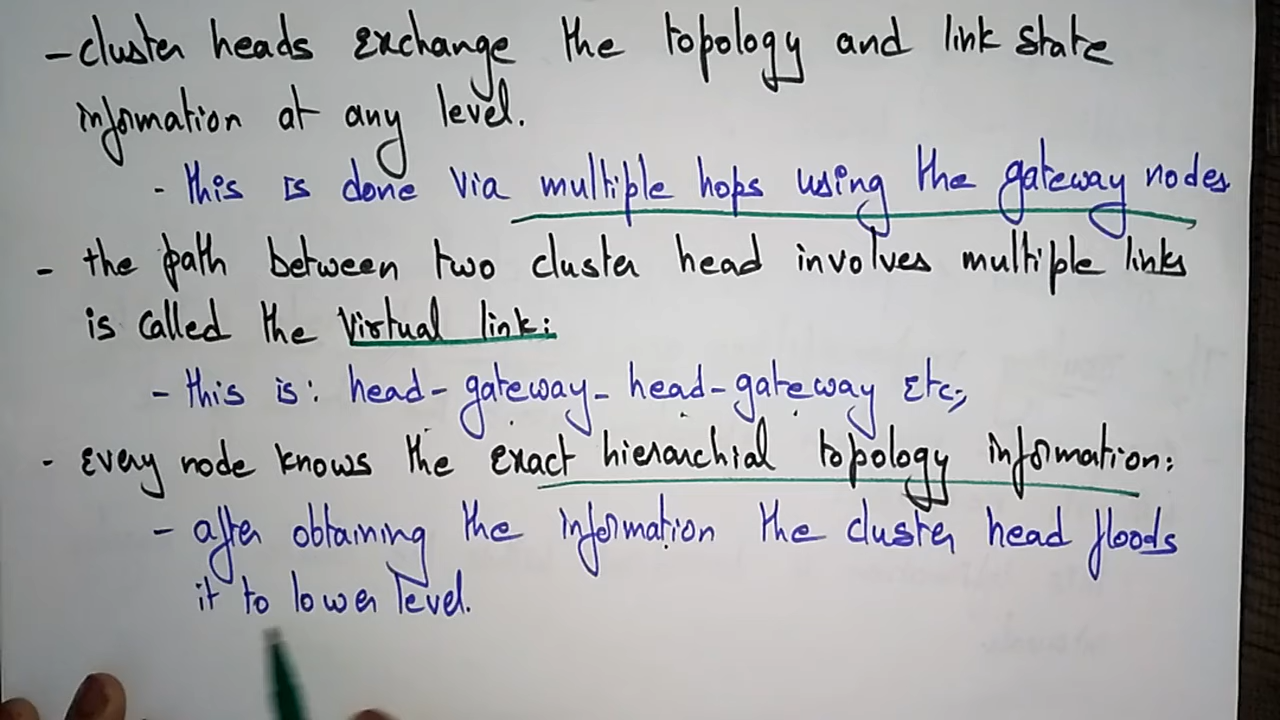 - cluster heads exchange the topology and link state
information at any level.
- this is done via multiple hops using the gateway nodes
- the path between two cluster head involves multiple links
is called the virtual link:
- this is: head-gateway-head-gateway Etc,
- Every node knows the exact hierarchial topology information:
- after obtaining the information the cluster head floods
it to lower level.